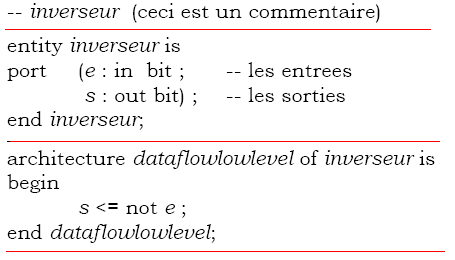 -- inverseur (ceci est un commentaire)
entity inverseur is
port (e : in bit ; -- les entrees
s : out bit) ; -- les sorties
end inverseur;
architecture dataflowlowlevel of inverseur is
begin
s <= not e ;
end dataflowlowlevel;